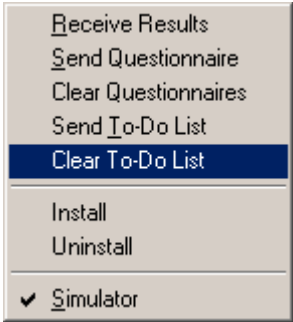 Receive Results
Send Questionnaire
Clear Questionnaires
Send To-Do List
Clear To-Do List
Install
Uninstall
Simulator